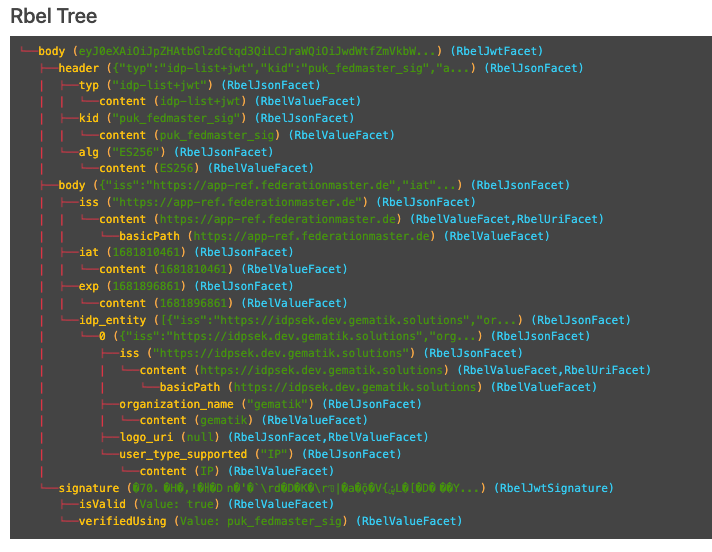 Rbel Tree
└──body (eyJ0eXAiOiJpZHAtbGlzdCtqd3QiLCJraWQiOiJwdWtfZmVkbW...) (RbelJwtFacet)
├──header ({"typ":"idp-list+jwt","kid":"puk_fedmaster_sig","a...) (RbelJsonFacet)
│ ├──typ ("idp-list+jwt") (RbelJsonFacet)
│ │ └──content (idp-list+jwt) (RbelValueFacet)
│ ├──kid ("puk_fedmaster_sig") (RbelJsonFacet)
│ │ └──content (puk_fedmaster_sig) (RbelValueFacet)
│ └──alg ("ES256") (RbelJsonFacet)
│ └──content (ES256) (RbelValueFacet)
├──body ({"iss":"https://app-ref.federationmaster.de","iat"...) (RbelJsonFacet)
│ ├──iss ("https://app-ref.federationmaster.de") (RbelJsonFacet)
│ │ └──content (https://app-ref.federationmaster.de) (RbelValueFacet,RbelUriFacet)
│ │ └──basicPath (https://app-ref.federationmaster.de) (RbelValueFacet)
│ ├──iat (1681810461) (RbelJsonFacet)
│ │ └──content (1681810461) (RbelValueFacet)
│ ├──exp (1681896861) (RbelJsonFacet)
│ │ └──content (1681896861) (RbelValueFacet)
│ └──idp_entity ([{"iss":"https://idpsek.dev.gematik.solutions","or...) (RbelJsonFacet)
│ └──0 ({"iss":"https://idpsek.dev.gematik.solutions","org...) (RbelJsonFacet)
│ ├──iss ("https://idpsek.dev.gematik.solutions") (RbelJsonFacet)
│ │ └──content (https://idpsek.dev.gematik.solutions) (RbelValueFacet,RbelUriFacet)
│ │ └──basicPath (https://idpsek.dev.gematik.solutions) (RbelValueFacet)
│ ├──organization_name ("gematik") (RbelJsonFacet)
│ │ └──content (gematik) (RbelValueFacet)
│ ├──logo_uri (null) (RbelJsonFacet,RbelValueFacet)
│ └──user_type_supported ("IP") (RbelJsonFacet)
│ └──content (IP) (RbelValueFacet)
└──signature (RbelJwtSignature)
├──isValid (Value: true) (RbelValueFacet)
└──verifiedUsing (Value: puk_fedmaster_sig) (RbelValueFacet)